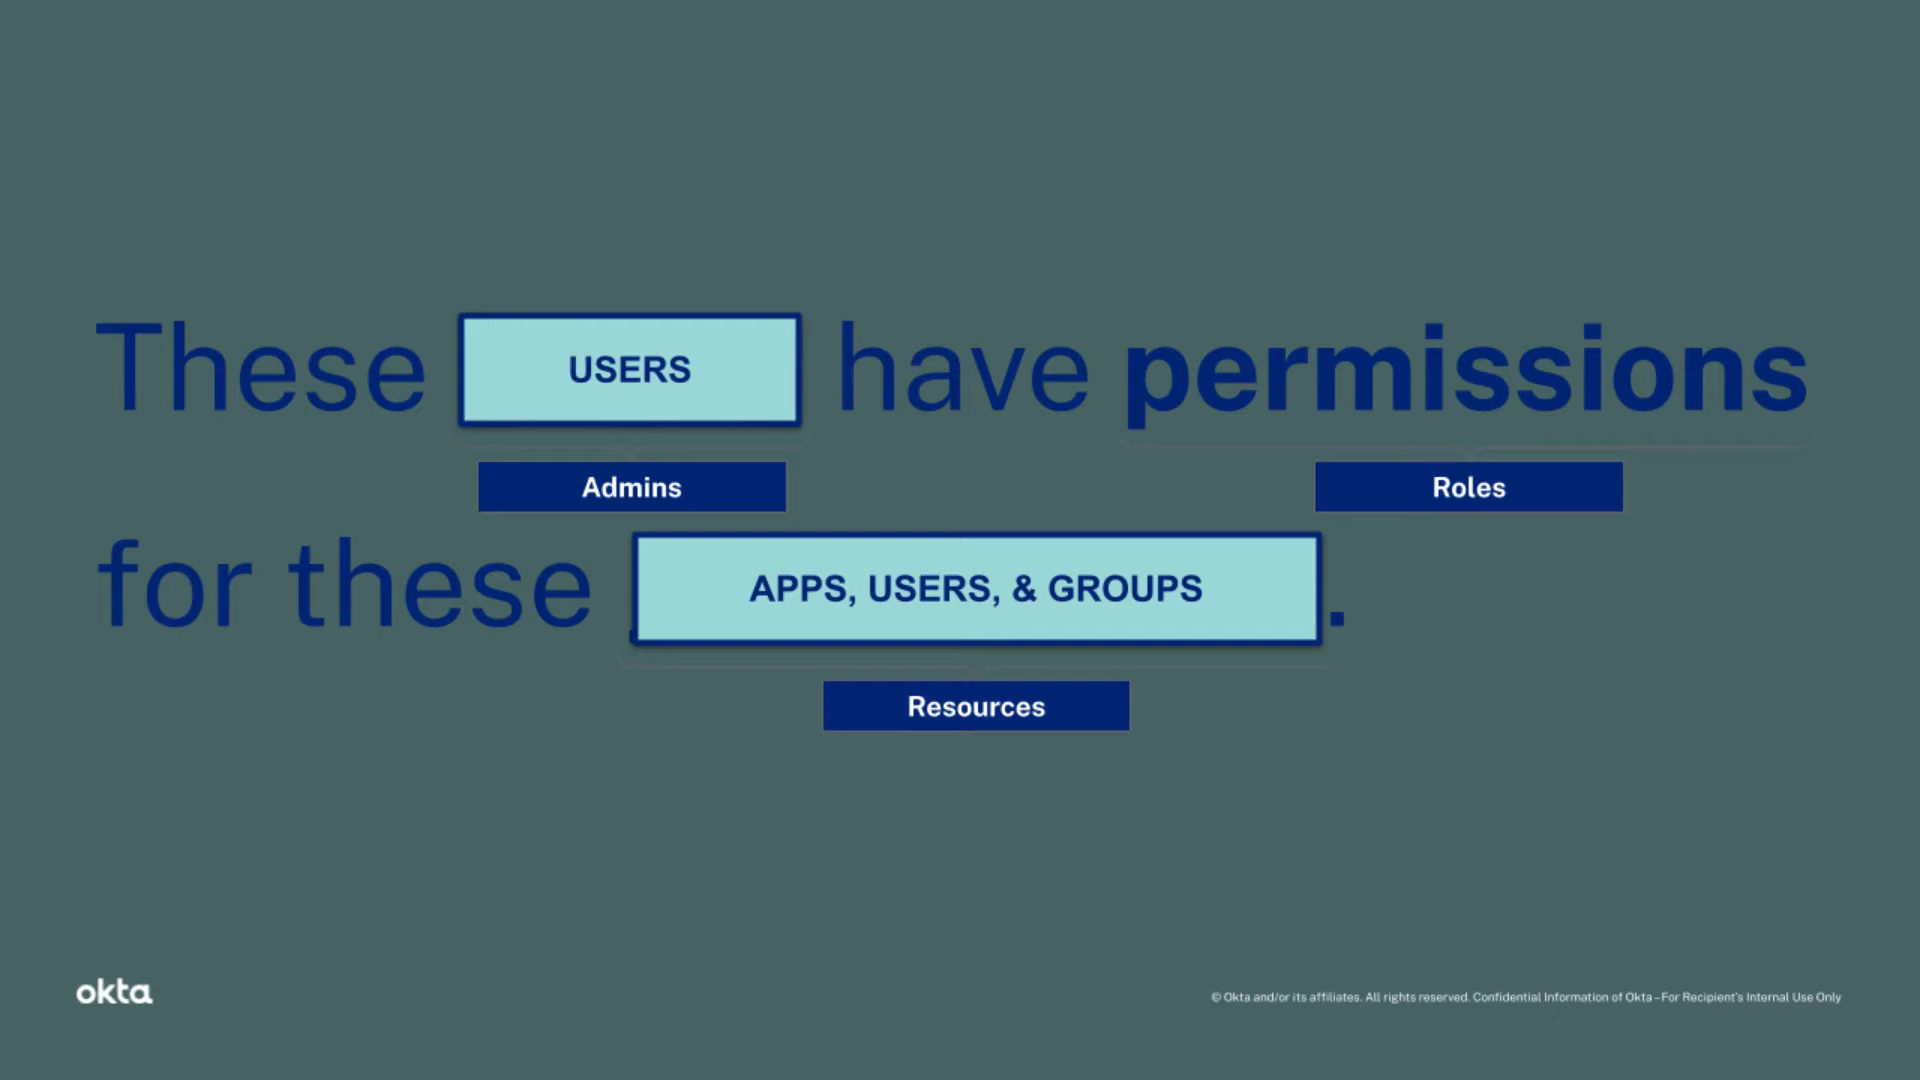 These USERS have permissions
Admins Roles
for these APPS, USERS, & GROUPS.
Resources
okta
© Okta and/or its affiliates. All rights reserved. Confidential Information of Okta – For Recipient's Internal Use Only